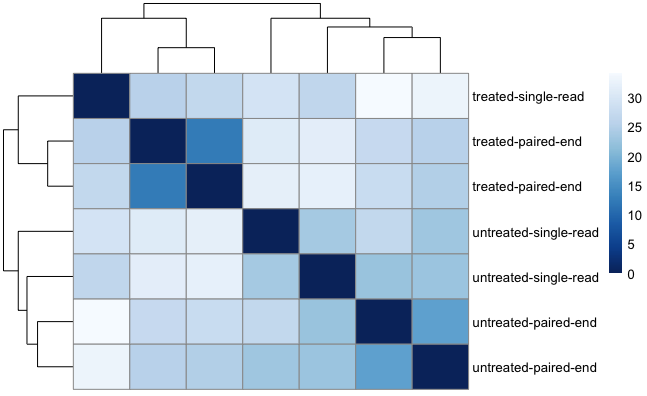 treated-single-read
treated-paired-end
treated-paired-end
untreated-single-read
untreated-single-read
untreated-paired-end
untreated-paired-end
30
25
20
15
10
5
0